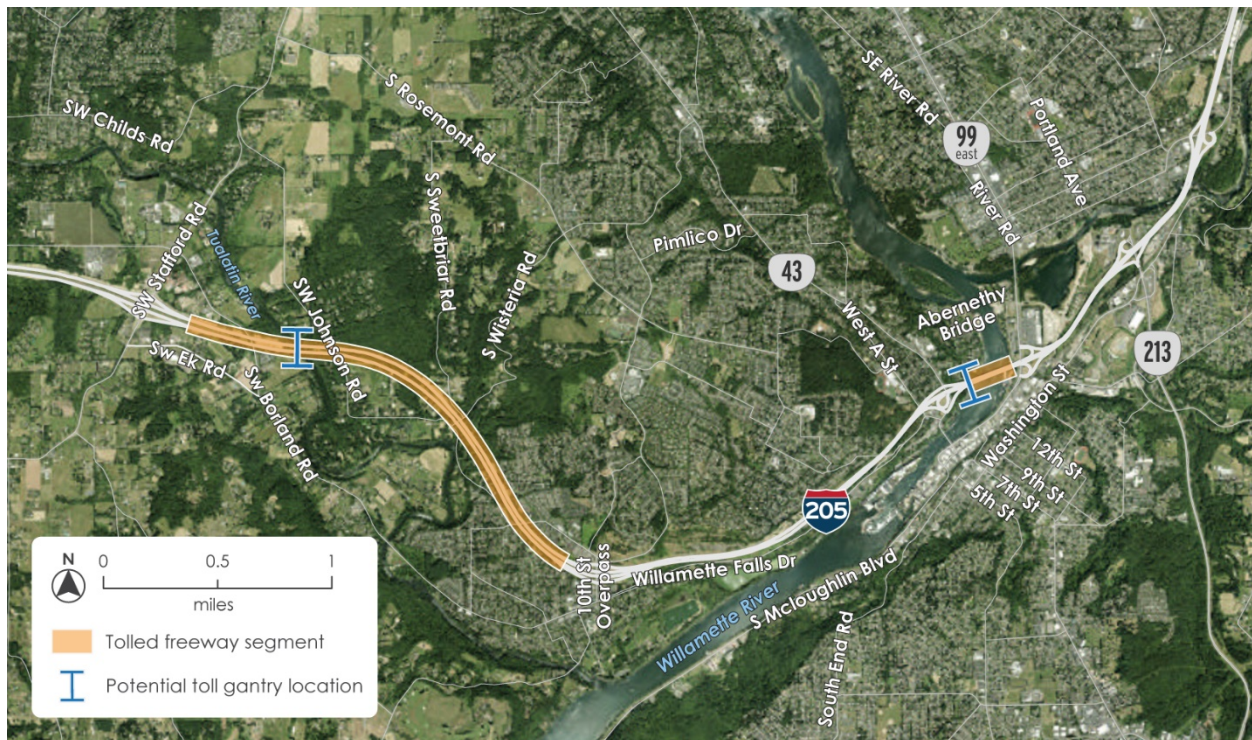 SW Childs Rd
S Rosemont Rd
SE River Rd
Portland Ave
99
east
River Rd
SW Stafford Rd
Tualatin River
S Sweetbriar Rd
Pimlico Dr
43
S Wisteria Rd
SW Johnson Rd
West A St
Abernethy
Bridge
213
Sw Ek Rd
Sw Borland Rd
Washington St
12th St
9th St
7th St
5th St
205
10th St
Overpass
Willamette Falls Dr
Willamette River
S Mcloughlin Blvd
South End Rd
N
0 0.5 1
miles
Tolled freeway segment
Potential toll gantry location